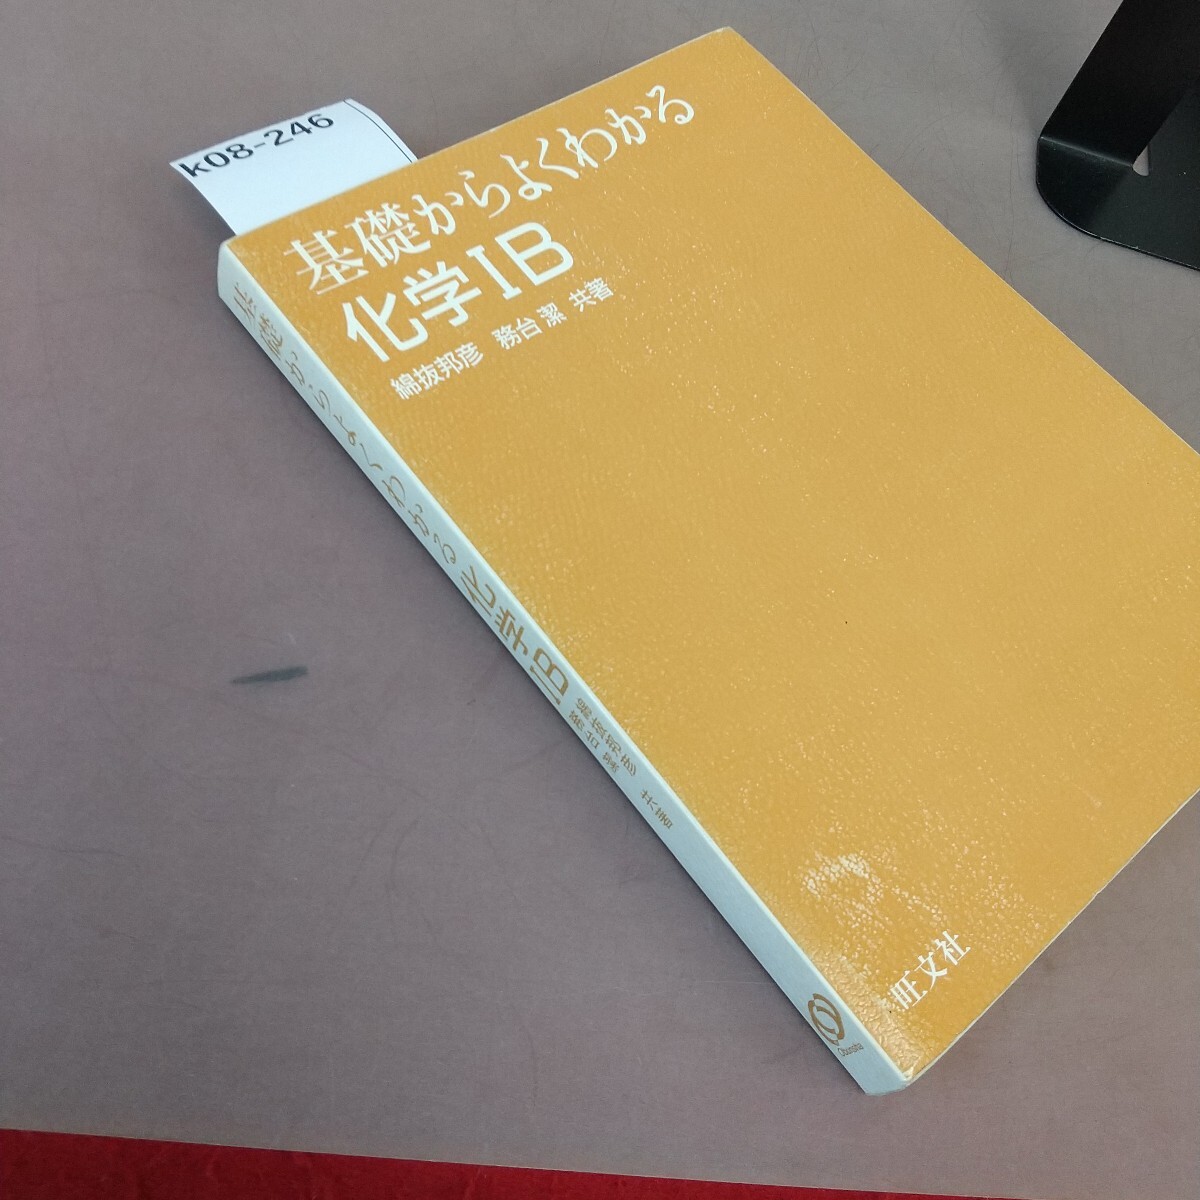 k08-246
基礎からよくわかる
化学IB
綿抜邦彦 務台 潔 共著
旺文社
基礎からよくわかる 化学IB 綿抜邦彦 務台 潔 共著
Obunsha